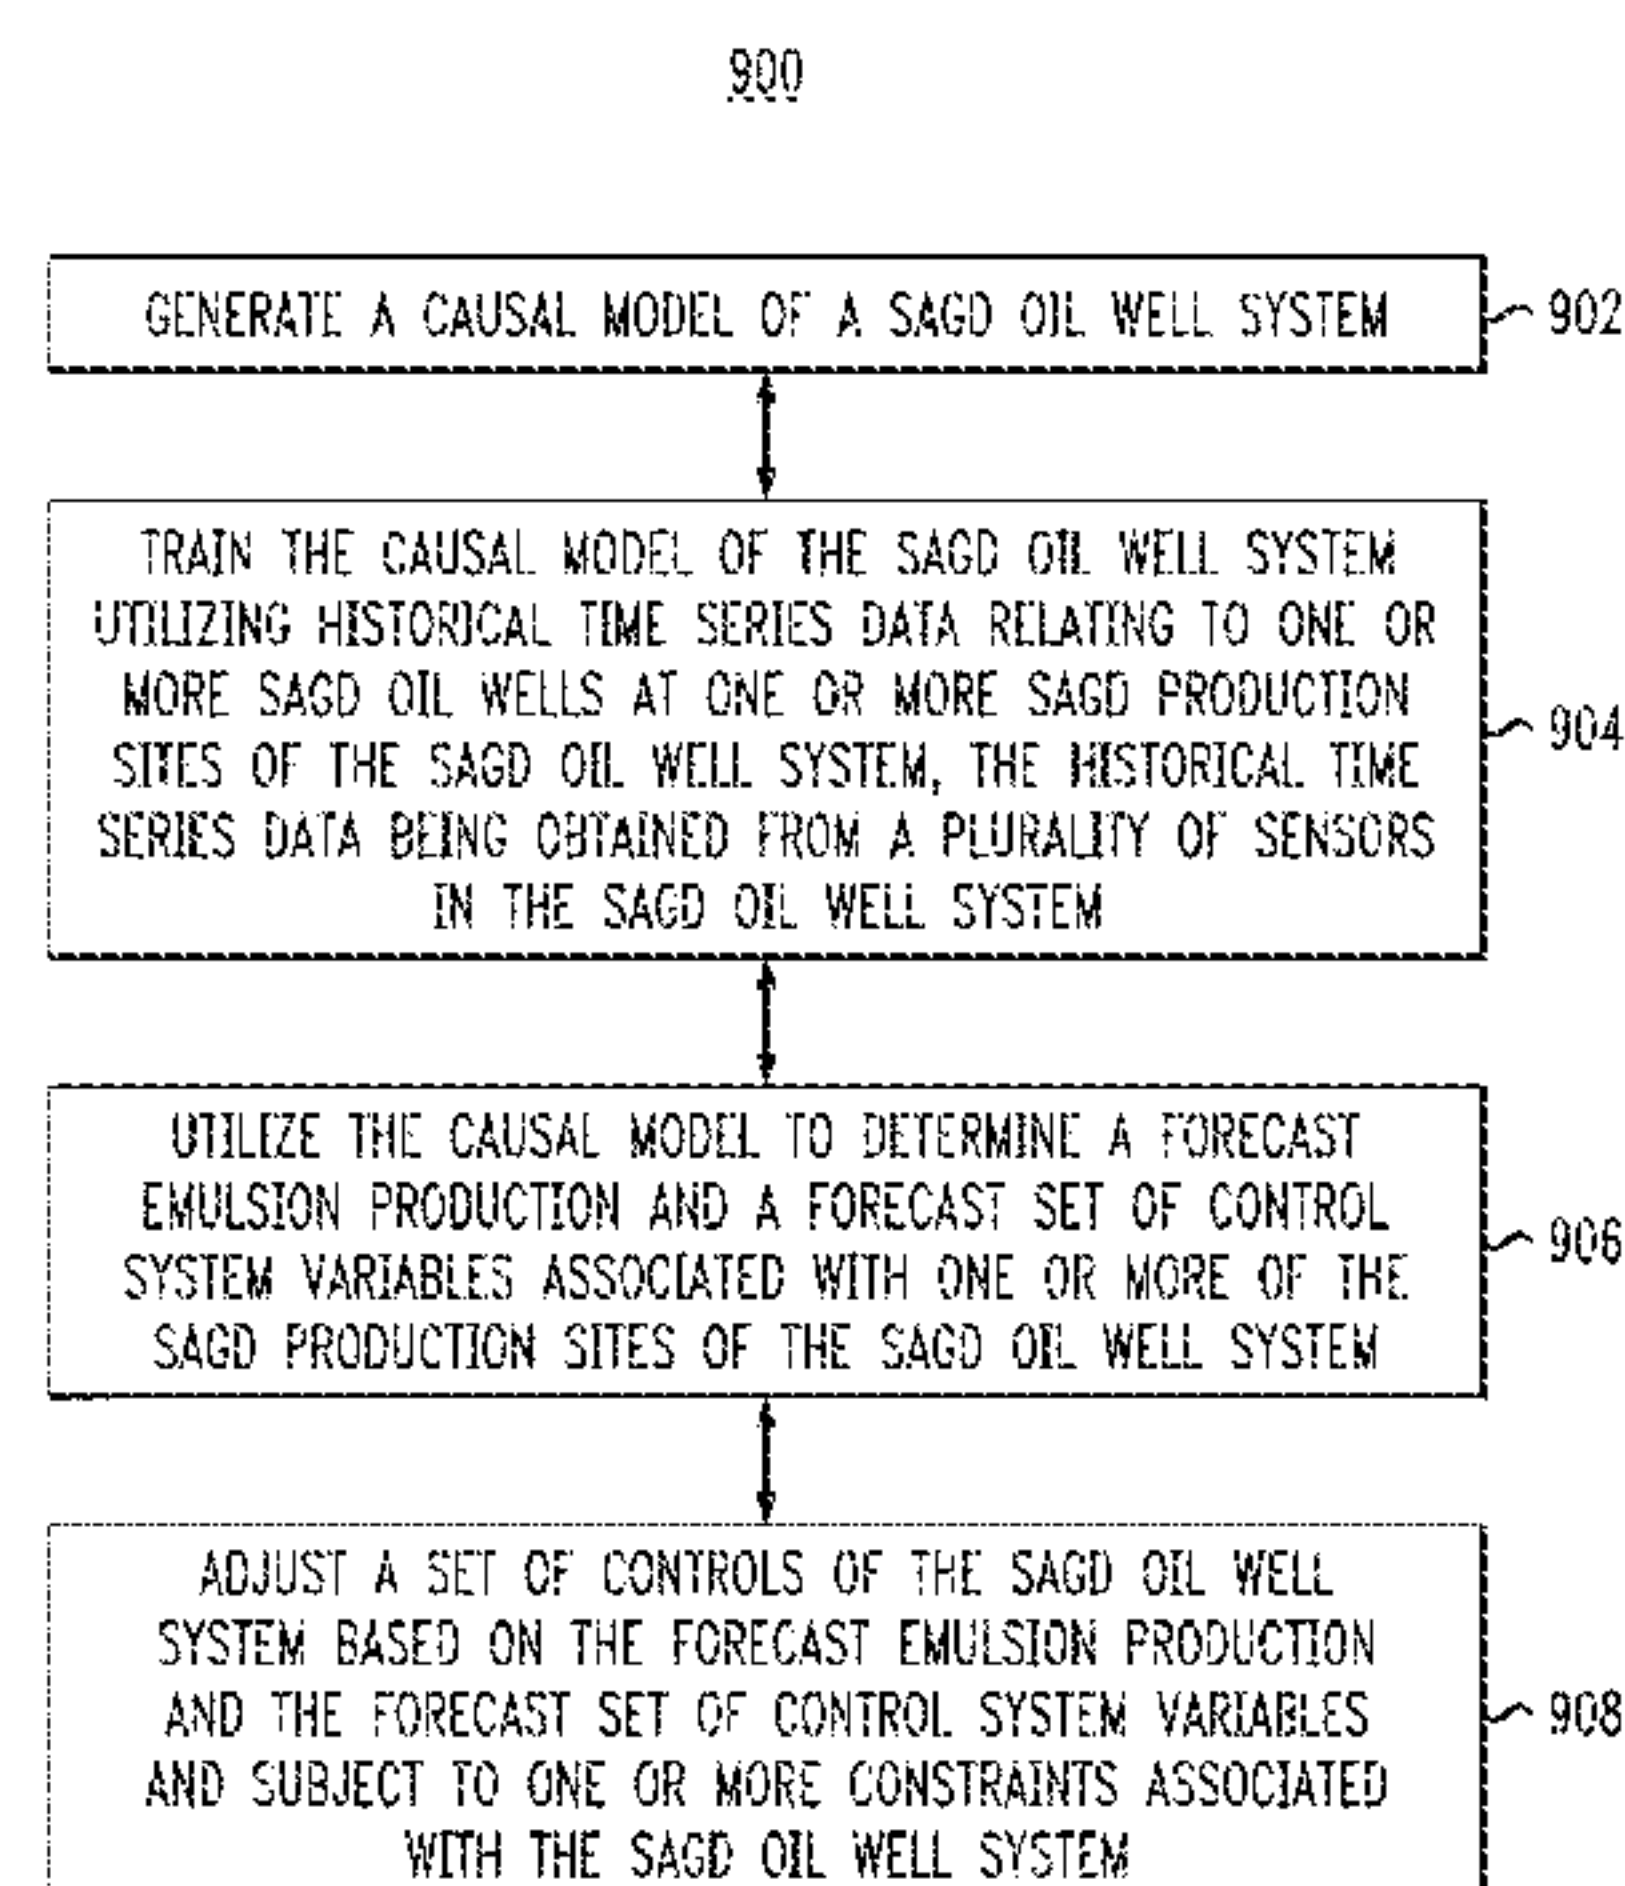 900
GENERATE A CAUSAL MODEL OF A SAGD OIL WELL SYSTEM
902
TRAIN THE CAUSAL MODEL OF THE SAGD OIL WELL SYSTEM
UTILIZING HISTORICAL TIME SERIES DATA RELATING TO ONE OR
MORE SAGD OIL WELLS AT ONE OR MORE SAGD PRODUCTION
SITES OF THE SAGD OIL WELL SYSTEM, THE HISTORICAL TIME
SERIES DATA BEING OBTAINED FROM A PLURALITY OF SENSORS
IN THE SAGD OIL WELL SYSTEM
904
UTILIZE THE CAUSAL MODEL TO DETERMINE A FORECAST
EMULSION PRODUCTION AND A FORECAST SET OF CONTROL
SYSTEM VARIABLES ASSOCIATED WITH ONE OR MORE OF THE
SAGD PRODUCTION SITES OF THE SAGD OIL WELL SYSTEM
906
ADJUST A SET OF CONTROLS OF THE SAGD OIL WELL
SYSTEM BASED ON THE FORECAST EMULSION PRODUCTION
AND THE FORECAST SET OF CONTROL SYSTEM VARIABLES
AND SUBJECT TO ONE OR MORE CONSTRAINTS ASSOCIATED
WITH THE SAGD OIL WELL SYSTEM
908